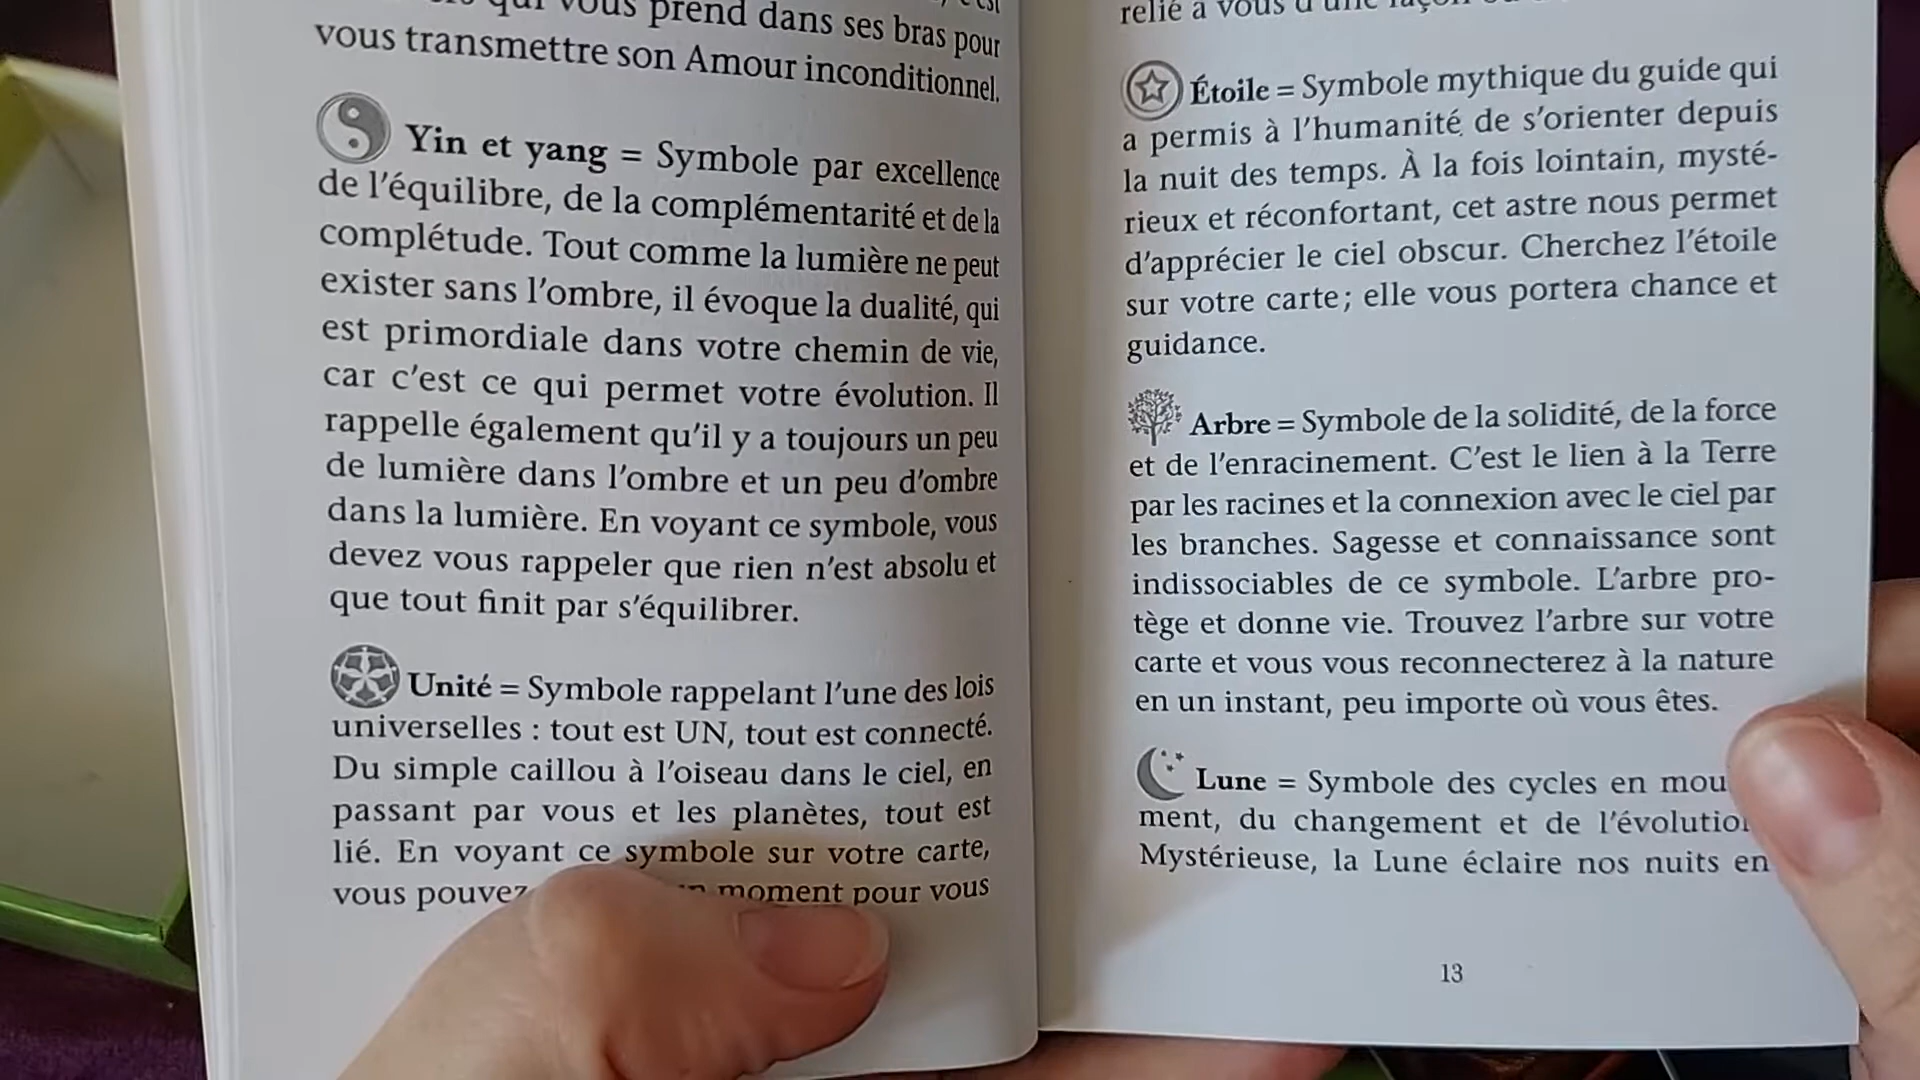 qui vous prend dans ses bras pour
vous transmettre son Amour inconditionnel.
Yin et yang = Symbole par excellence
de l'équilibre, de la complémentarité et de la
complétude. Tout comme la lumière ne peut
exister sans l'ombre, il évoque la dualité, qui
est primordiale dans votre chemin de vie,
car c'est ce qui permet votre évolution. Il
rappelle également qu'il y a toujours un peu
de lumière dans l'ombre et un peu d'ombre
dans la lumière. En voyant ce symbole, vous
devez vous rappeler que rien n'est absolu et
que tout finit par s'équilibrer.
Unité = Symbole rappelant l'une des lois
universelles : tout est UN, tout est connecté.
Du simple caillou à l'oiseau dans le ciel, en
passant par vous et les planètes, tout est
lié. En voyant ce symbole sur votre carte,
vous pouvez moment pour vous
relié à vous d'une façon
Étoile = Symbole mythique du guide qui
a permis à l'humanité de s'orienter depuis
la nuit des temps. À la fois lointain, mysté-
rieux et réconfortant, cet astre nous permet
d'apprécier le ciel obscur. Cherchez l'étoile
sur votre carte; elle vous portera chance et
guidance.
Arbre = Symbole de la solidité, de la force
et de l'enracinement. C'est le lien à la Terre
par les racines et la connexion avec le ciel par
les branches. Sagesse et connaissance sont
indissociables de ce symbole. L'arbre pro-
tège et donne vie. Trouvez l'arbre sur votre
carte et vous vous reconnecterez à la nature
en un instant, peu importe où vous êtes.
Lune = Symbole des cycles en mou
ment, du changement et de l'évolution
Mystérieuse, la Lune éclaire nos nuits en
13